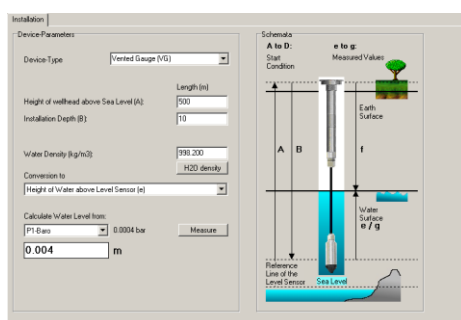 Installation
Device-Parameters
Device-Type
Vented Gauge (VG)
Length (m)
Height of wellhead above Sea Level (A):
500
Installation Depth (B):
10
Water Density (kg/m3):
998.200
H2O density
Conversion to
Height of Water above Level Sensor (e)
Calculate Water Level from:
P1-Baro
0.0004 bar
Measure
0.004 m
Schemata
A to D:
e to g:
Start Condition
Measured Values
Earth Surface
A
B
f
Water Surface
e / g
Reference Line of the Level Sensor
Sea Level